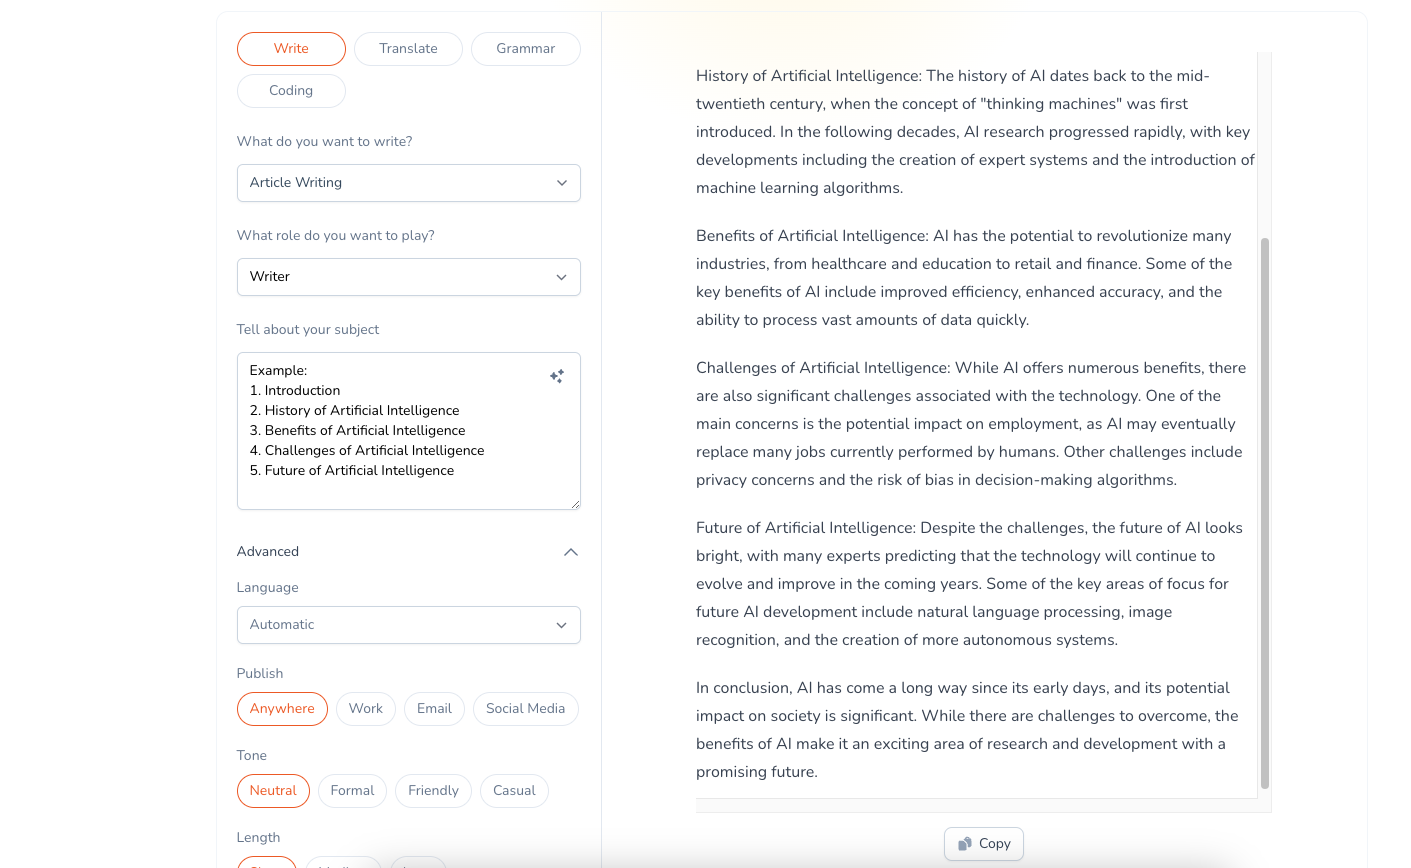 Write
Translate
Grammar
Coding
What do you want to write?
Article Writing
What role do you want to play?
Writer
Tell about your subject
Example:
1. Introduction
2. History of Artificial Intelligence
3. Benefits of Artificial Intelligence
4. Challenges of Artificial Intelligence
5. Future of Artificial Intelligence
Advanced
Language
Automatic
Publish
Anywhere
Work
Email
Social Media
Tone
Neutral
Formal
Friendly
Casual
Length
History of Artificial Intelligence: The history of AI dates back to the mid-
twentieth century, when the concept of "thinking machines" was first
introduced. In the following decades, AI research progressed rapidly, with key
developments including the creation of expert systems and the introduction of
machine learning algorithms.
Benefits of Artificial Intelligence: AI has the potential to revolutionize many
industries, from healthcare and education to retail and finance. Some of the
key benefits of AI include improved efficiency, enhanced accuracy, and the
ability to process vast amounts of data quickly.
Challenges of Artificial Intelligence: While AI offers numerous benefits, there
are also significant challenges associated with the technology. One of the
main concerns is the potential impact on employment, as AI may eventually
replace many jobs currently performed by humans. Other challenges include
privacy concerns and the risk of bias in decision-making algorithms.
Future of Artificial Intelligence: Despite the challenges, the future of AI looks
bright, with many experts predicting that the technology will continue to
evolve and improve in the coming years. Some of the key areas of focus for
future AI development include natural language processing, image
recognition, and the creation of more autonomous systems.
In conclusion, AI has come a long way since its early days, and its potential
impact on society is significant. While there are challenges to overcome, the
benefits of AI make it an exciting area of research and development with a
promising future.
Copy